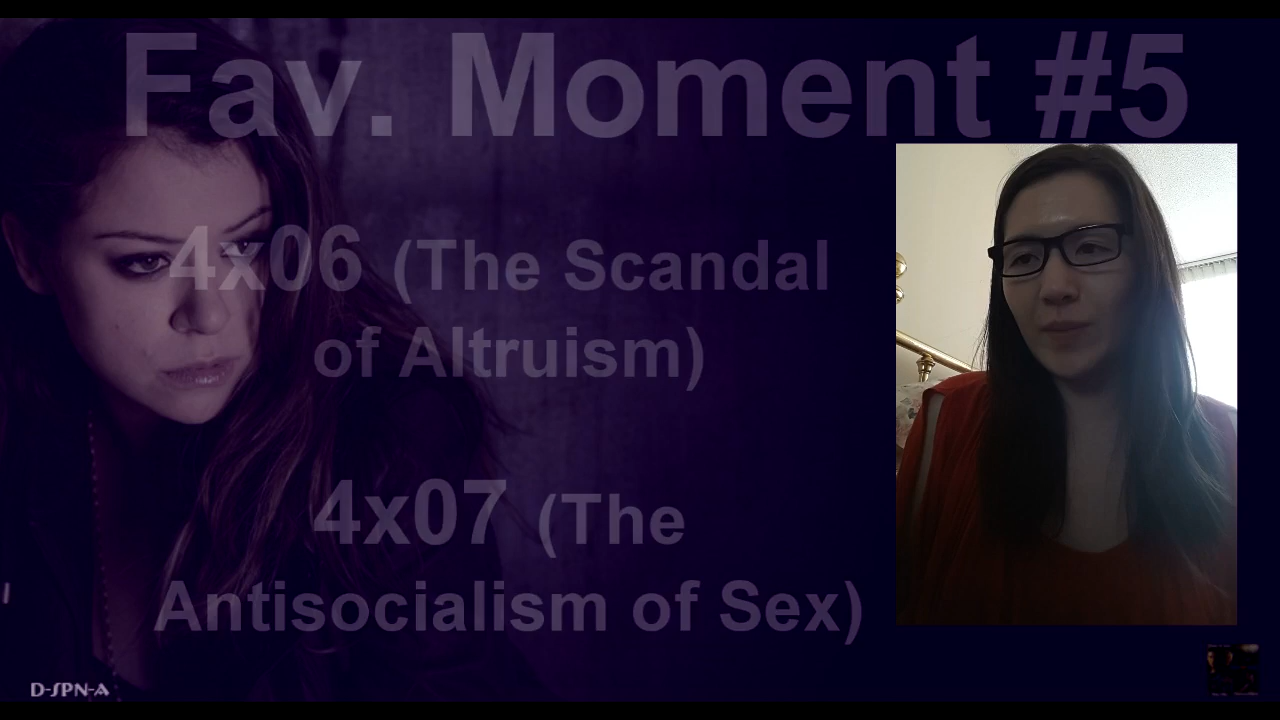 Fav. Moment #5
4x06 (The Scandal
of Altruism)
4x07 (The
Antisocialism of Sex)
D-SPN-A